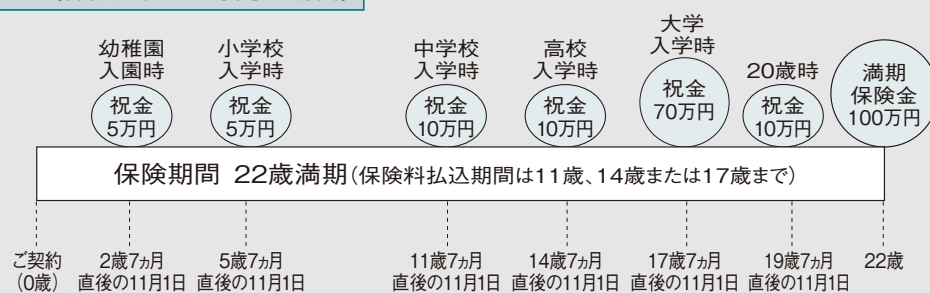 幼稚園
入園時
祝金
5万円
小学校
入学時
祝金
5万円
中学校
入学時
祝金
10万円
高校
入学時
祝金
10万円
大学
入学時
祝金
70万円
20歳時
祝金
10万円
満期
保険金
100万円
保険期間 22歳満期(保険料払込期間は11歳、14歳または17歳まで)
ご契約
(0歳)
2歳7ヵ月
直後の11月1日
5歳7ヵ月
直後の11月1日
11歳7ヵ月
直後の11月1日
14歳7ヵ月
直後の11月1日
17歳7ヵ月
直後の11月1日
19歳7ヵ月
直後の11月1日
22歳